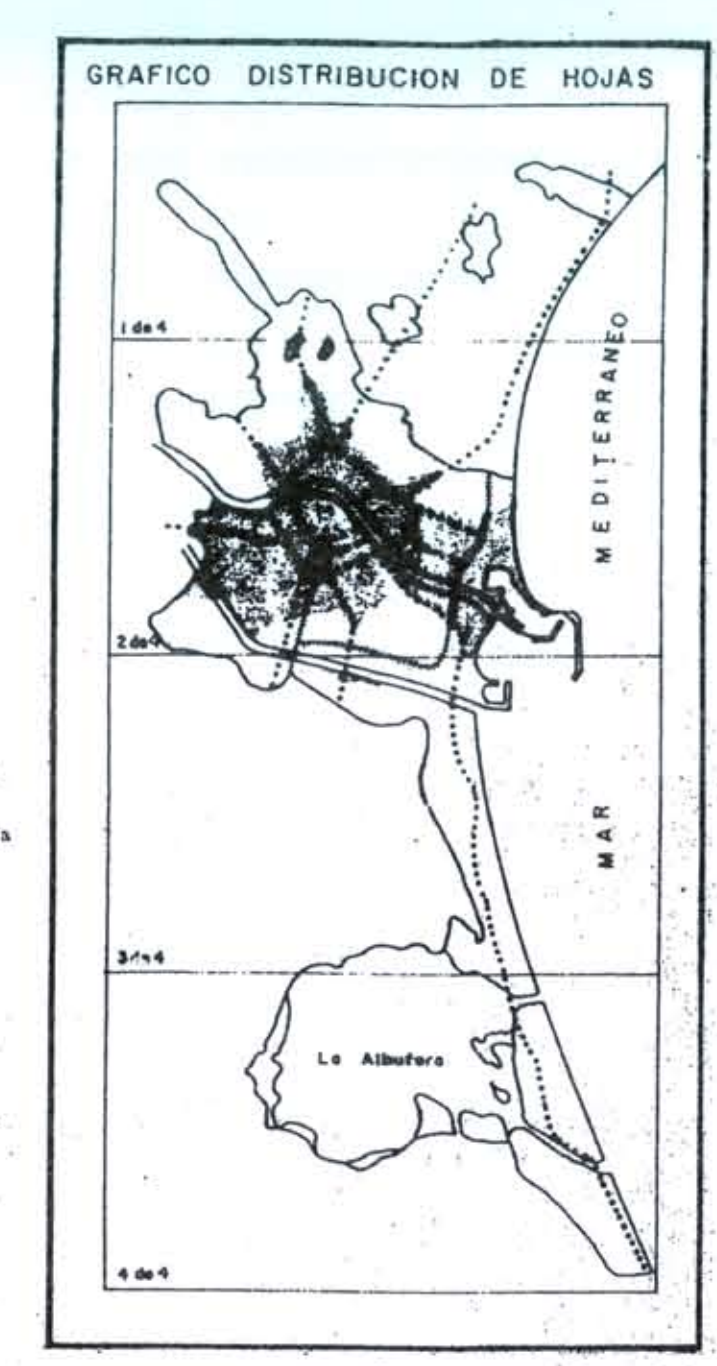 GRAFICO DISTRIBUCION DE HOJAS
1 de 4
MEDITERRANEO
2 de 4
MAR
3 de 4
La Albufera
4 de 4